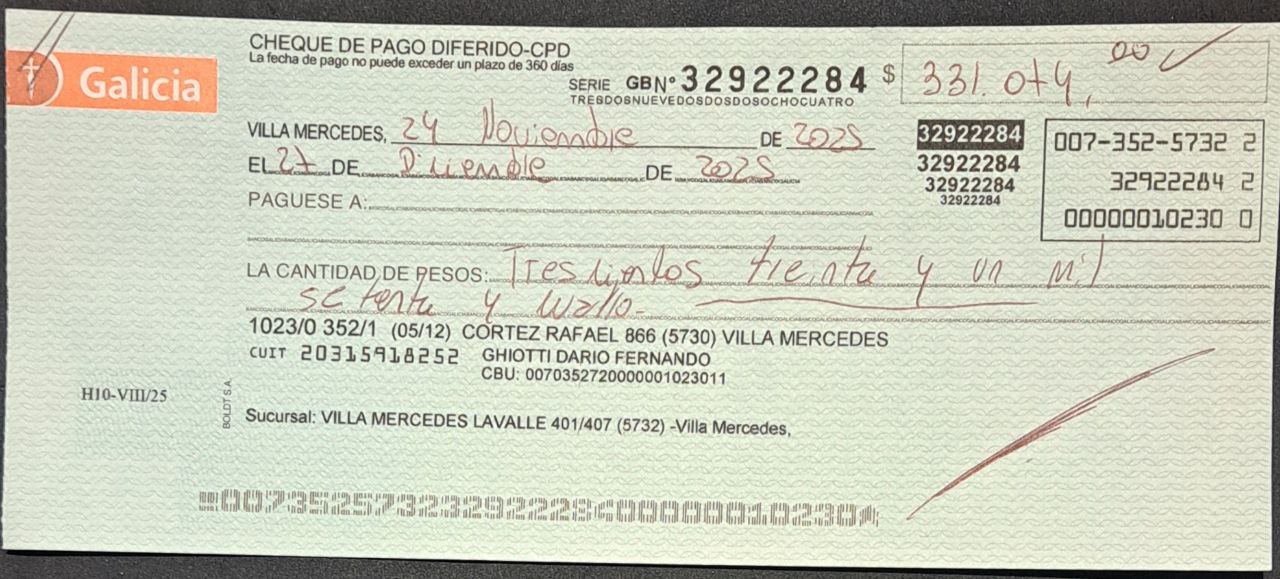 CHEQUE DE PAGO DIFERIDO-CPD
La fecha de pago no puede exceder un plazo de 360 días
Galicia
SERIE GB Nº 32922284 $ 331.074,00
TRESDOSNUEVEDOSDOSDOSOCHOCUATRO
VILLA MERCEDES, 24 Noviembre DE 2025
32922284
007-352-5732 2
EL 27 DE Diciembre DE 2025
32922284
32922284
32922284
32922284 2
PAGUESE A:
00000010230 0
LA CANTIDAD DE PESOS: Trescientos treinta y un mil
setenta y cuatro
1023/0 352/1 (05/12) CORTEZ RAFAEL 866 (5730) VILLA MERCEDES
CUIT 20315918252 GHIOTTI DARIO FERNANDO
CBU: 0070352720000001023011
H10-VIII/25
BOLDT S.A.
Sucursal: VILLA MERCEDES LAVALLE 401/407 (5732) -Villa Mercedes,
00735257323292228400000010230